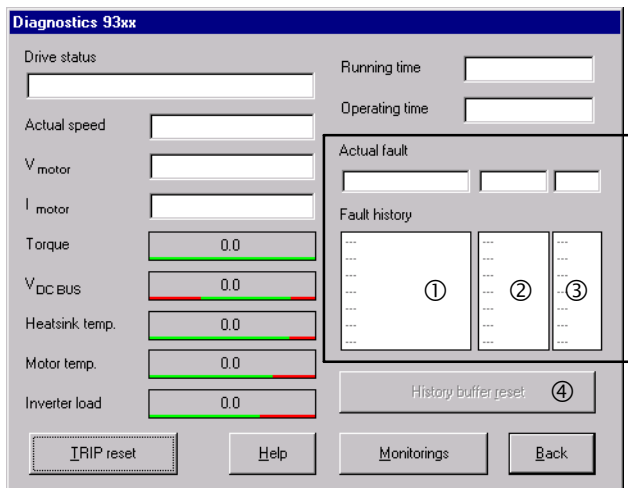 Diagnostics 93xx
Drive status
Running time
Operating time
Actual speed
V motor
I motor
Torque 0.0
V DC BUS 0.0
Heatsink temp. 0.0
Motor temp. 0.0
Inverter load 0.0
Actual fault
Fault history
--- --- ---
--- --- ---
--- --- ---
--- ① --- ② --- ③
--- --- ---
--- --- ---
--- --- ---
History buffer reset ④
TRIP reset
Help
Monitorings
Back